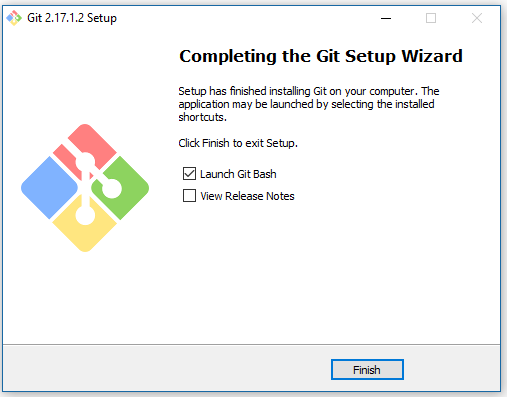 Git 2.17.1.2 Setup
Completing the Git Setup Wizard
Setup has finished installing Git on your computer. The
application may be launched by selecting the installed
shortcuts.
Click Finish to exit Setup.
Launch Git Bash
View Release Notes
Finish